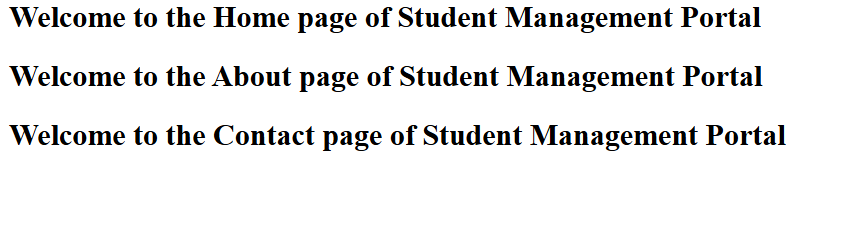 Welcome to the Home page of Student Management Portal
Welcome to the About page of Student Management Portal
Welcome to the Contact page of Student Management Portal